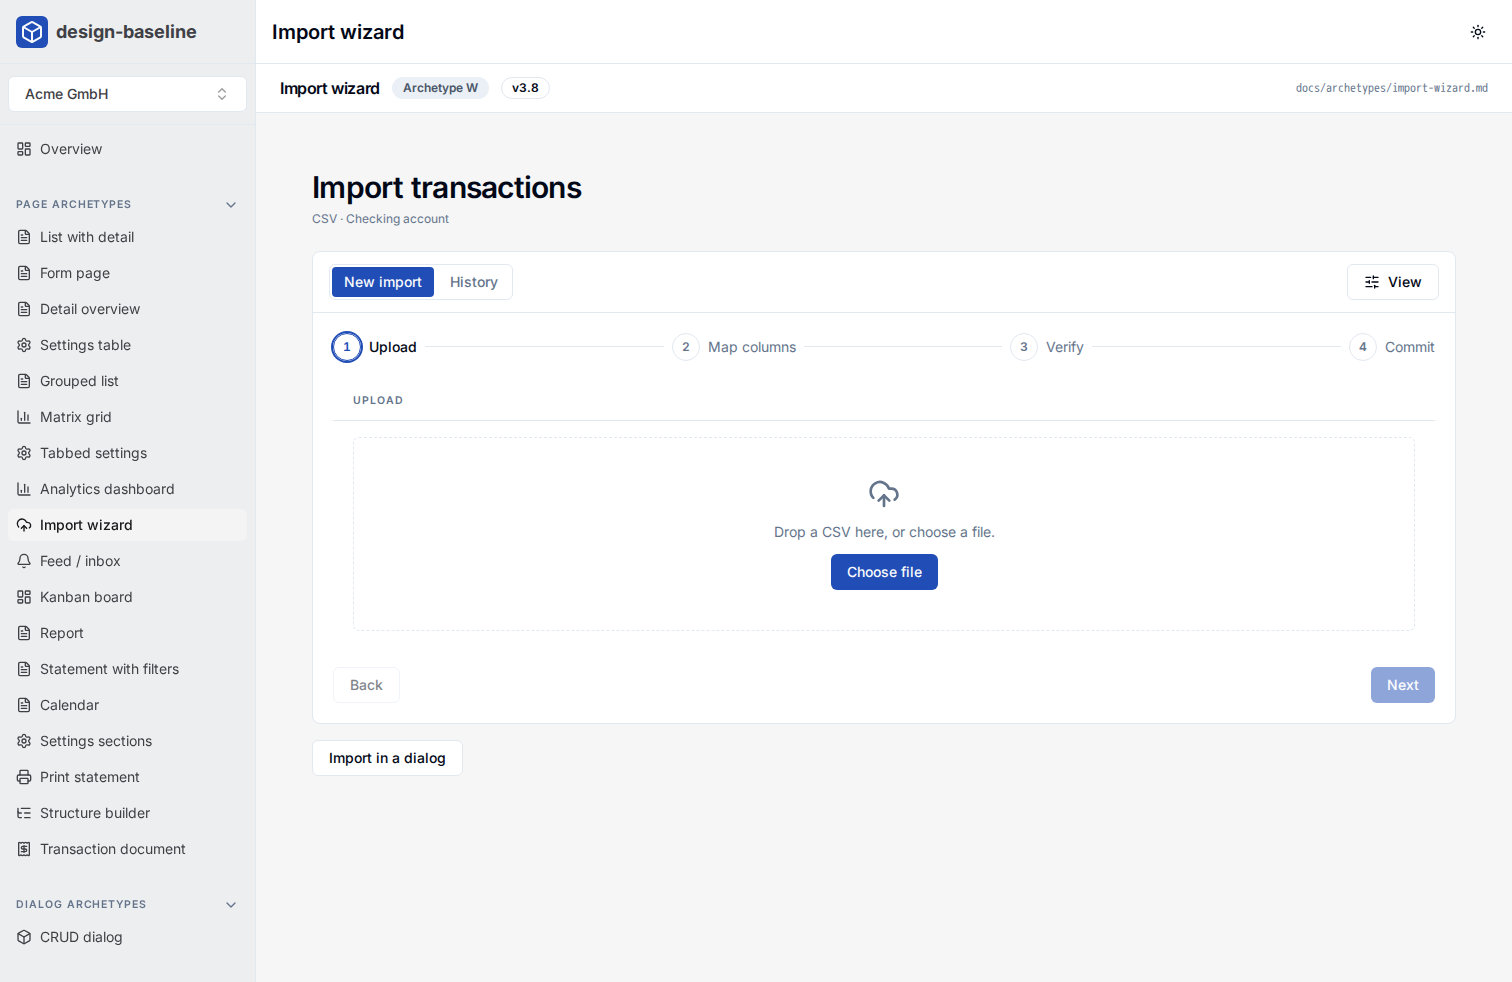 design-baseline
Acme GmbH
Overview
PAGE ARCHETYPES
List with detail
Form page
Detail overview
Settings table
Grouped list
Matrix grid
Tabbed settings
Analytics dashboard
Import wizard
Feed / inbox
Kanban board
Report
Statement with filters
Calendar
Settings sections
Print statement
Structure builder
Transaction document
DIALOG ARCHETYPES
CRUD dialog
Import wizard
Import wizard Archetype W v3.8 docs/archetypes/import-wizard.md
Import transactions
CSV · Checking account
New import History View
1 Upload 2 Map columns 3 Verify 4 Commit
UPLOAD
Drop a CSV here, or choose a file.
Choose file
Back Next
Import in a dialog